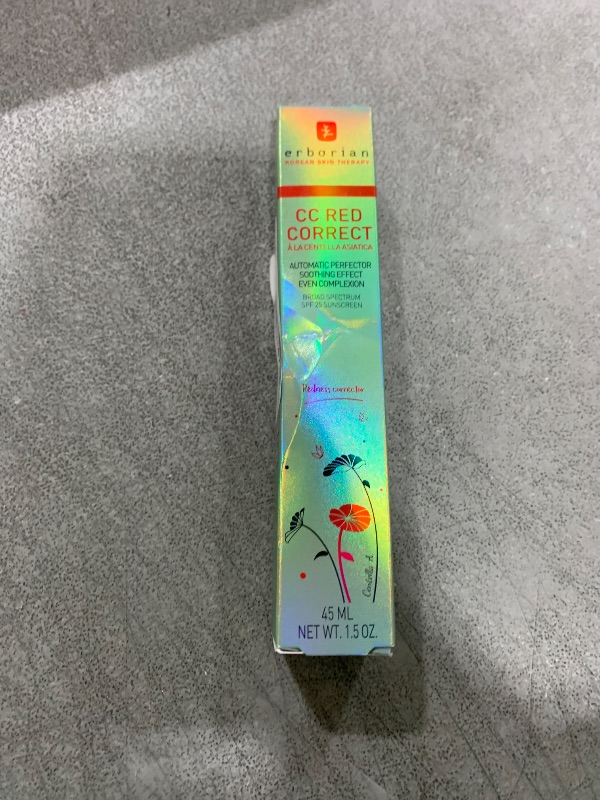 erborian
KOREAN SKIN THERAPY
CC RED
CORRECT
À LA CENTELLA ASIATICA
AUTOMATIC PERFECTOR
SOOTHING EFFECT
EVEN COMPLEXION
BROAD SPECTRUM
SPF 25 SUNSCREEN
Redness corrector
Centella A.
45 ML
NET WT. 1.5 OZ.